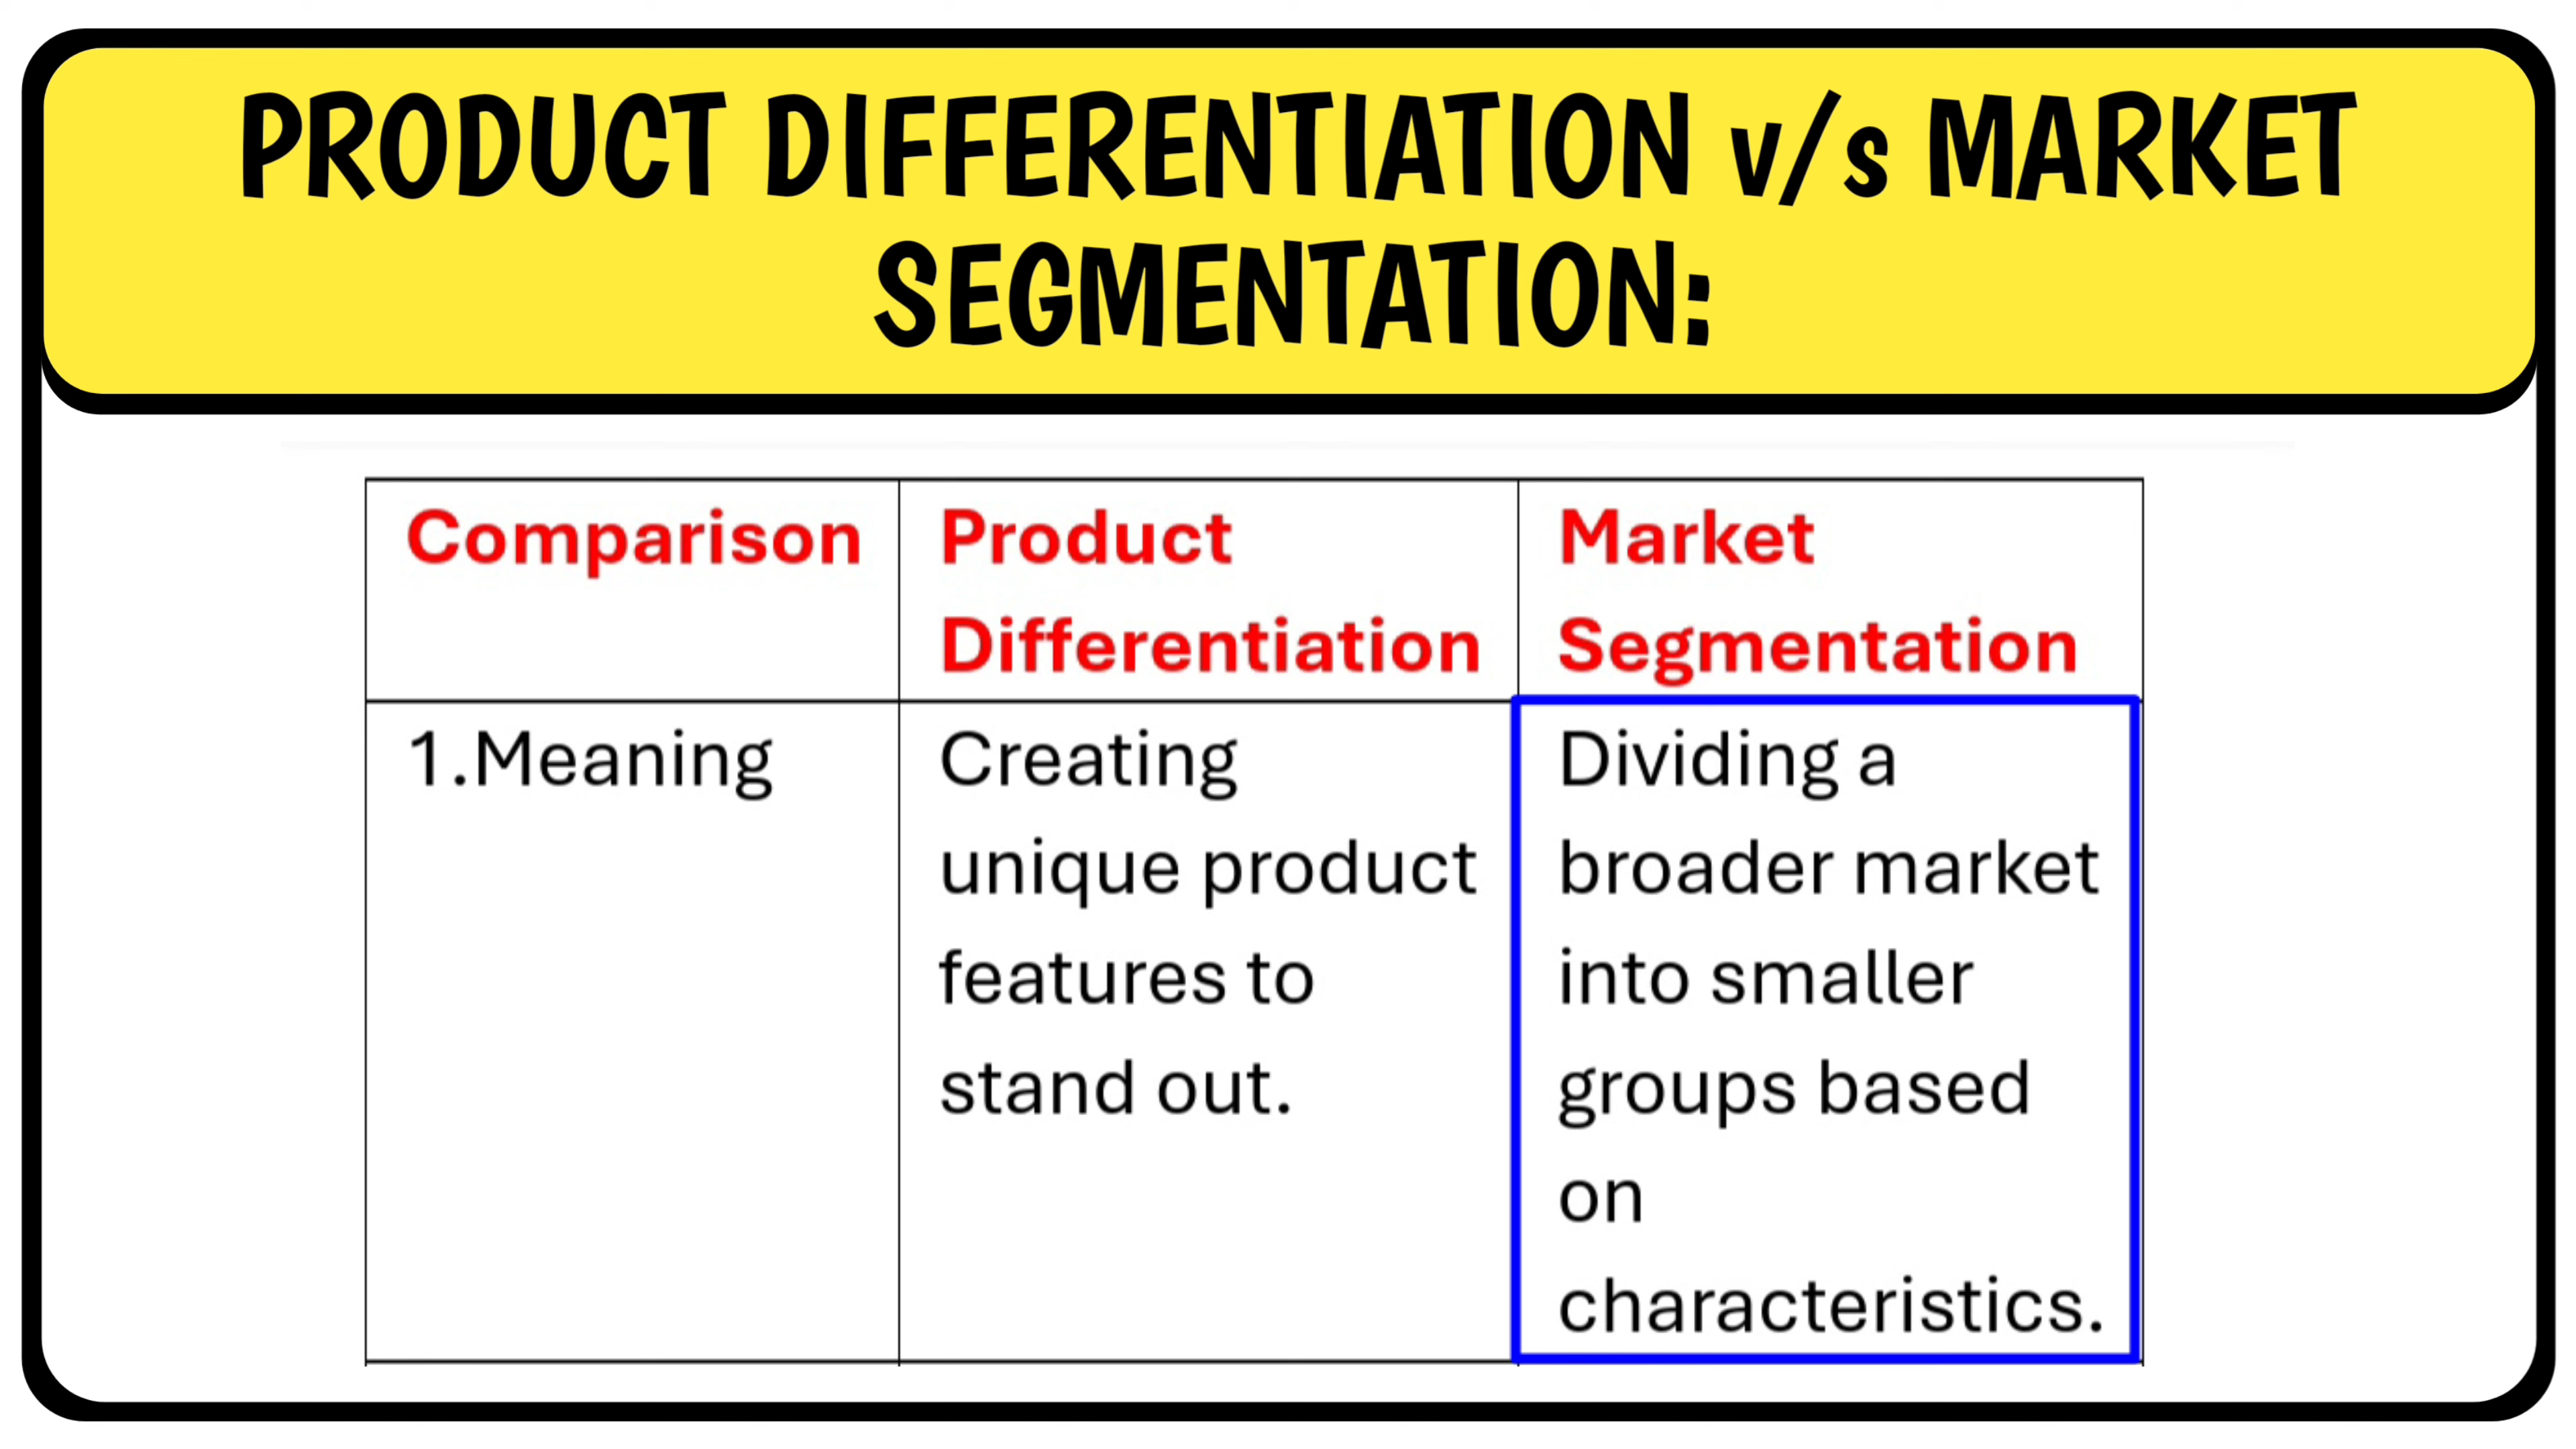 PRODUCT DIFFERENTIATION v/s MARKET
SEGMENTATION:
Comparison
Product
Differentiation
Market
Segmentation
1.Meaning
Creating
unique product
features to
stand out.
Dividing a
broader market
into smaller
groups based
on
characteristics.